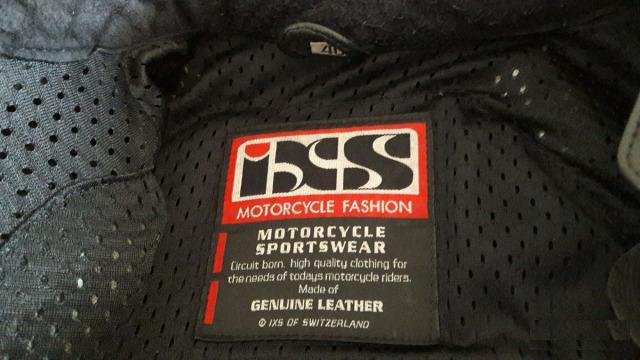 iXS
MOTORCYCLE FASHION
MOTORCYCLE
SPORTSWEAR
Circuit born, high quality clothing for
the needs of todays motorcycle riders.
Made of
GENUINE LEATHER
© IXS OF SWITZERLAND